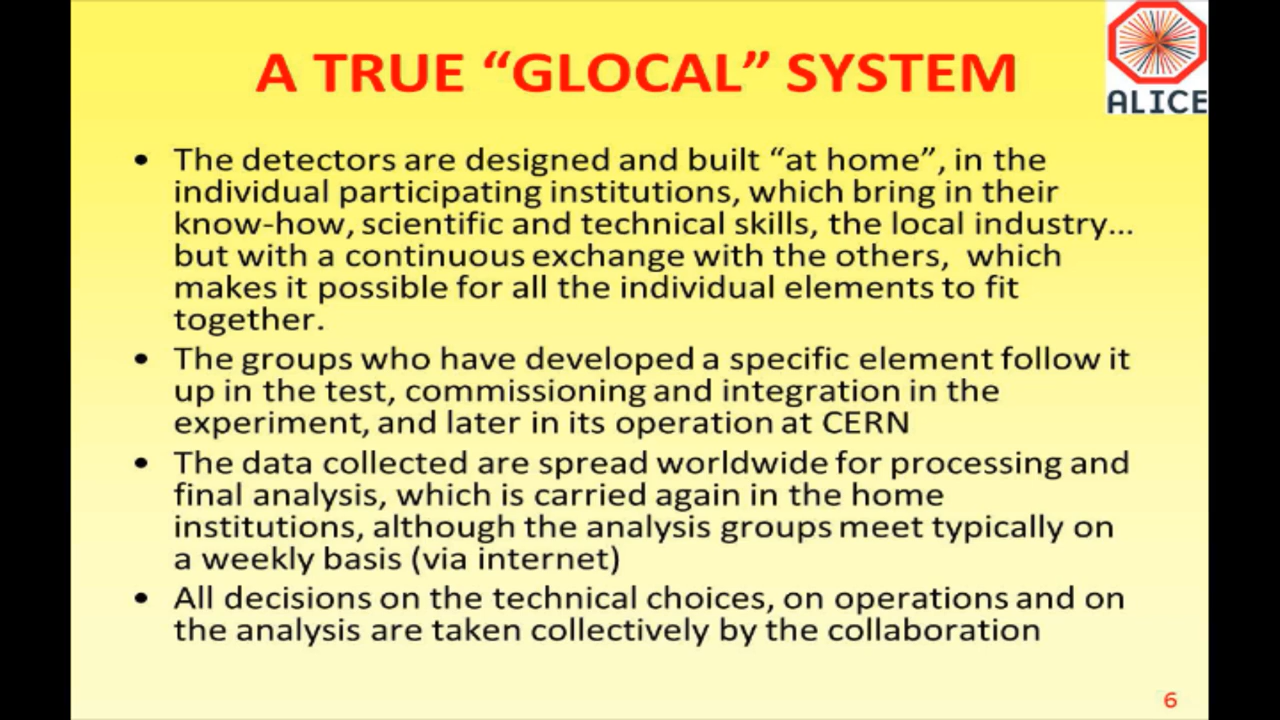 A TRUE “GLOCAL” SYSTEM
ALICE
• The detectors are designed and built “at home”, in the
individual participating institutions, which bring in their
know-how, scientific and technical skills, the local industry...
but with a continuous exchange with the others, which
makes it possible for all the individual elements to fit
together.
• The groups who have developed a specific element follow it
up in the test, commissioning and integration in the
experiment, and later in its operation at CERN
• The data collected are spread worldwide for processing and
final analysis, which is carried again in the home
institutions, although the analysis groups meet typically on
a weekly basis (via internet)
• All decisions on the technical choices, on operations and on
the analysis are taken collectively by the collaboration
6